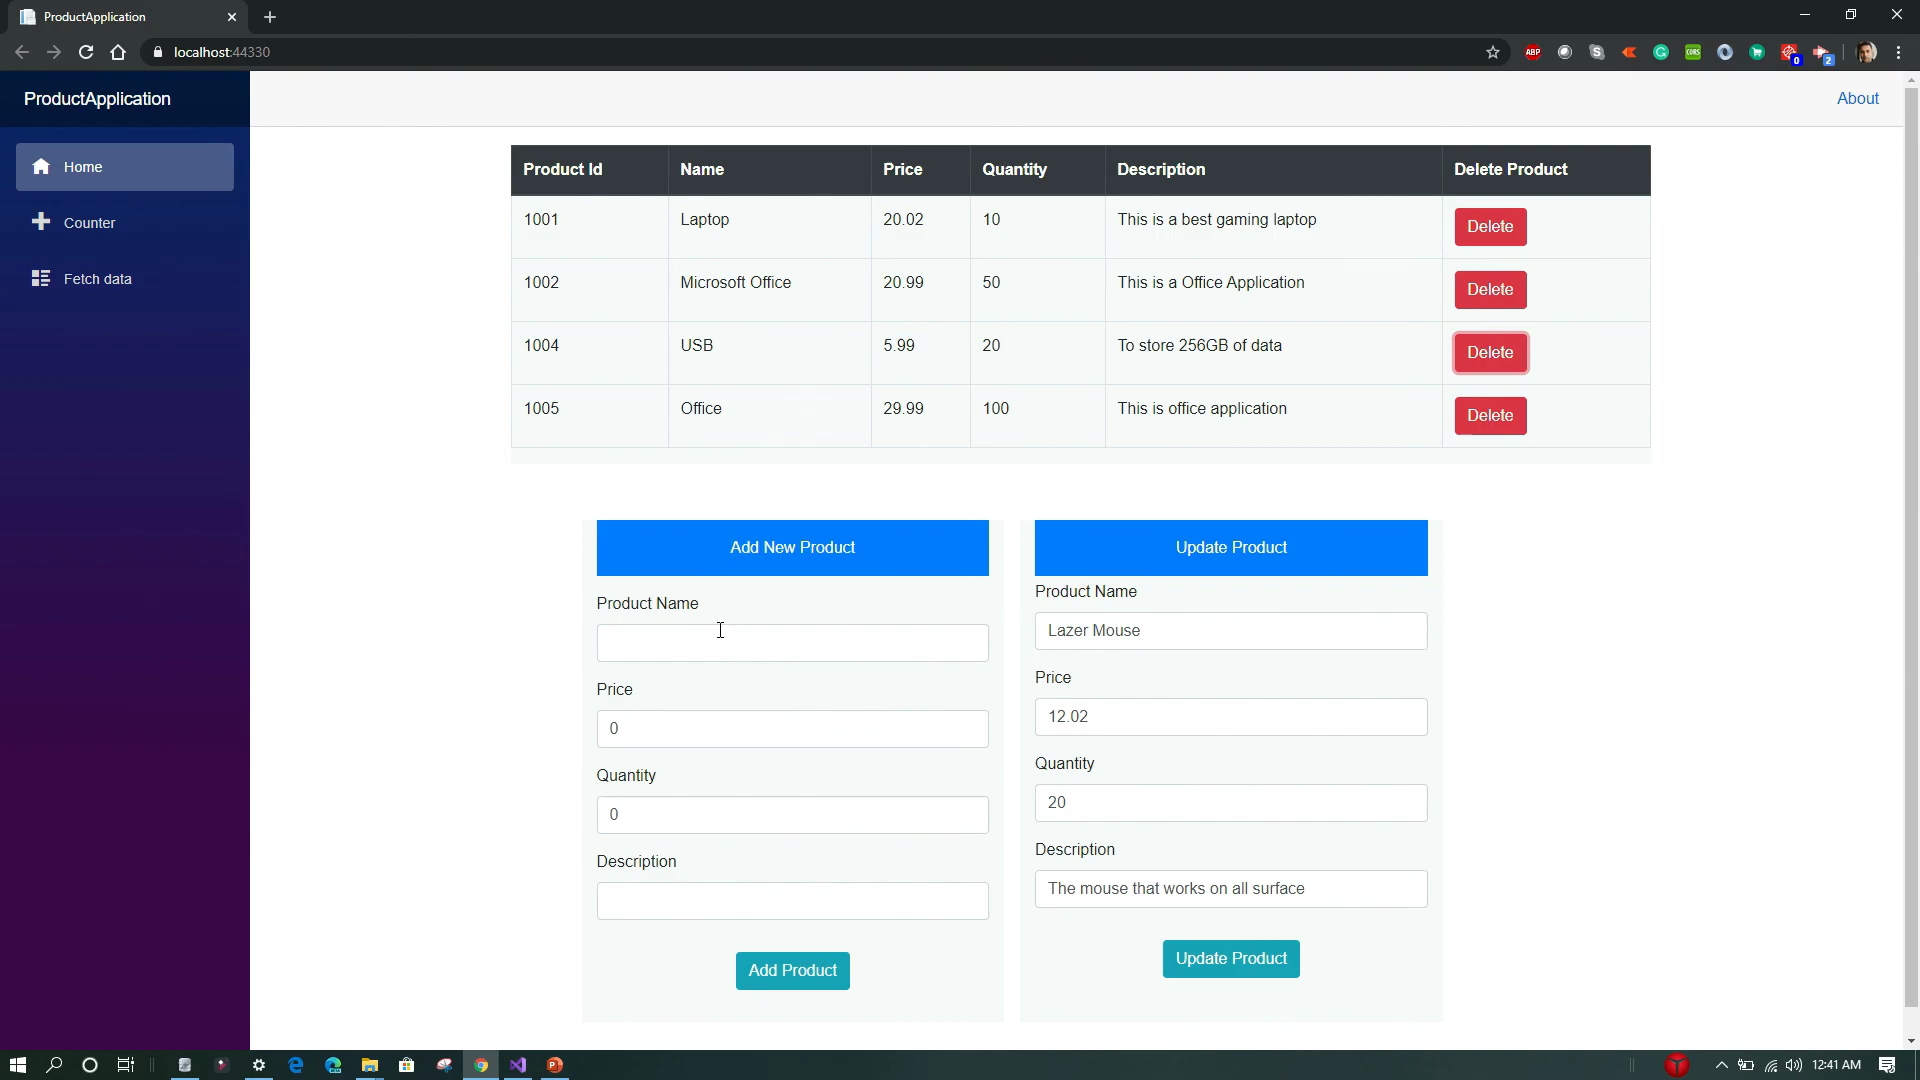 ProductApplication
localhost:44330
ABP
S
G
CORS
0
2
ProductApplication
About
Home
Counter
Fetch data
Product Id Name Price Quantity Description Delete Product
1001 Laptop 20.02 10 This is a best gaming laptop Delete
1002 Microsoft Office 20.99 50 This is a Office Application Delete
1004 USB 5.99 20 To store 256GB of data Delete
1005 Office 29.99 100 This is office application Delete
Add New Product
Product Name
Price
0
Quantity
0
Description
Add Product
Update Product
Product Name
Lazer Mouse
Price
12.02
Quantity
20
Description
The mouse that works on all surface
Update Product
12:41 AM